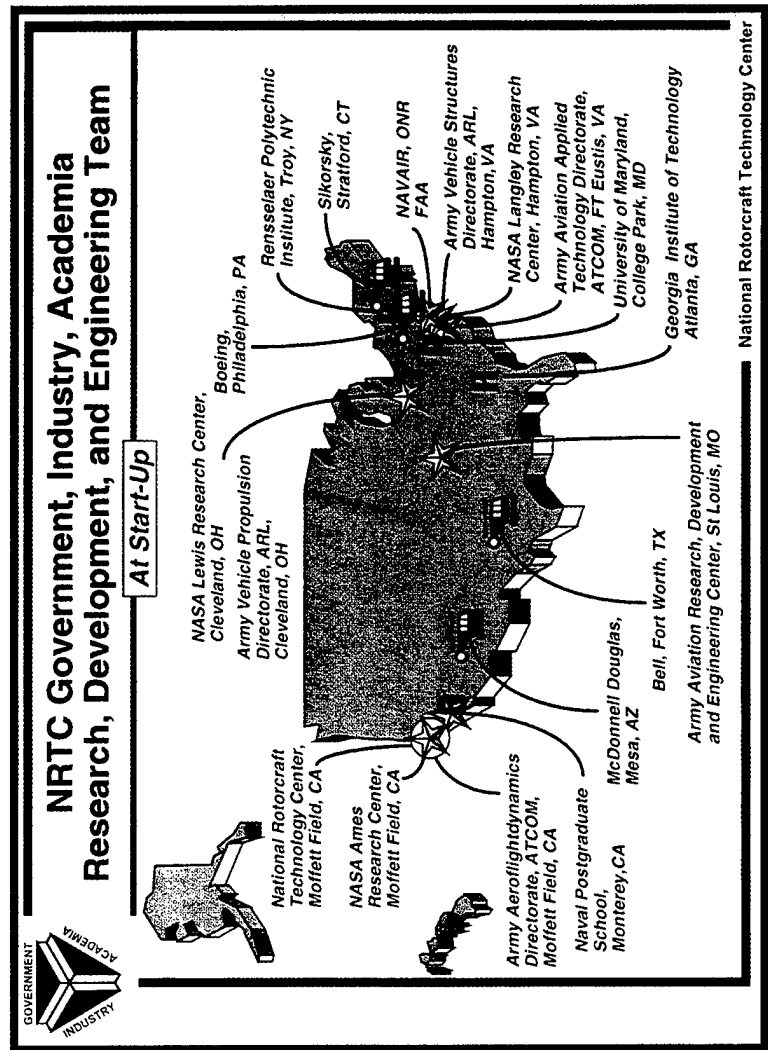 GOVERNMENT
INDUSTRY
ACADEMIA
NRTC Government, Industry, Academia
Research, Development, and Engineering Team
At Start-Up
NASA Lewis Research Center,
Cleveland, OH
Army Vehicle Propulsion
Directorate, ARL,
Cleveland, OH
Boeing,
Philadelphia, PA
Rensselaer Polytechnic
Institute, Troy, NY
Sikorsky,
Stratford, CT
NAVAIR, ONR
FAA
Army Vehicle Structures
Directorate, ARL,
Hampton, VA
NASA Langley Research
Center, Hampton, VA
Army Aviation Applied
Technology Directorate,
ATCOM, FT Eustis, VA
University of Maryland,
College Park, MD
Georgia Institute of Technology
Atlanta, GA
National Rotorcraft
Technology Center,
Moffett Field, CA
NASA Ames
Research Center,
Moffett Field, CA
Army Aeroflightdynamics
Directorate, ATCOM,
Moffett Field, CA
Naval Postgraduate
School,
Monterey,CA
McDonnell Douglas,
Mesa, AZ
Bell, Fort Worth, TX
Army Aviation Research, Development
and Engineering Center, St Louis, MO
National Rotorcraft Technology Center